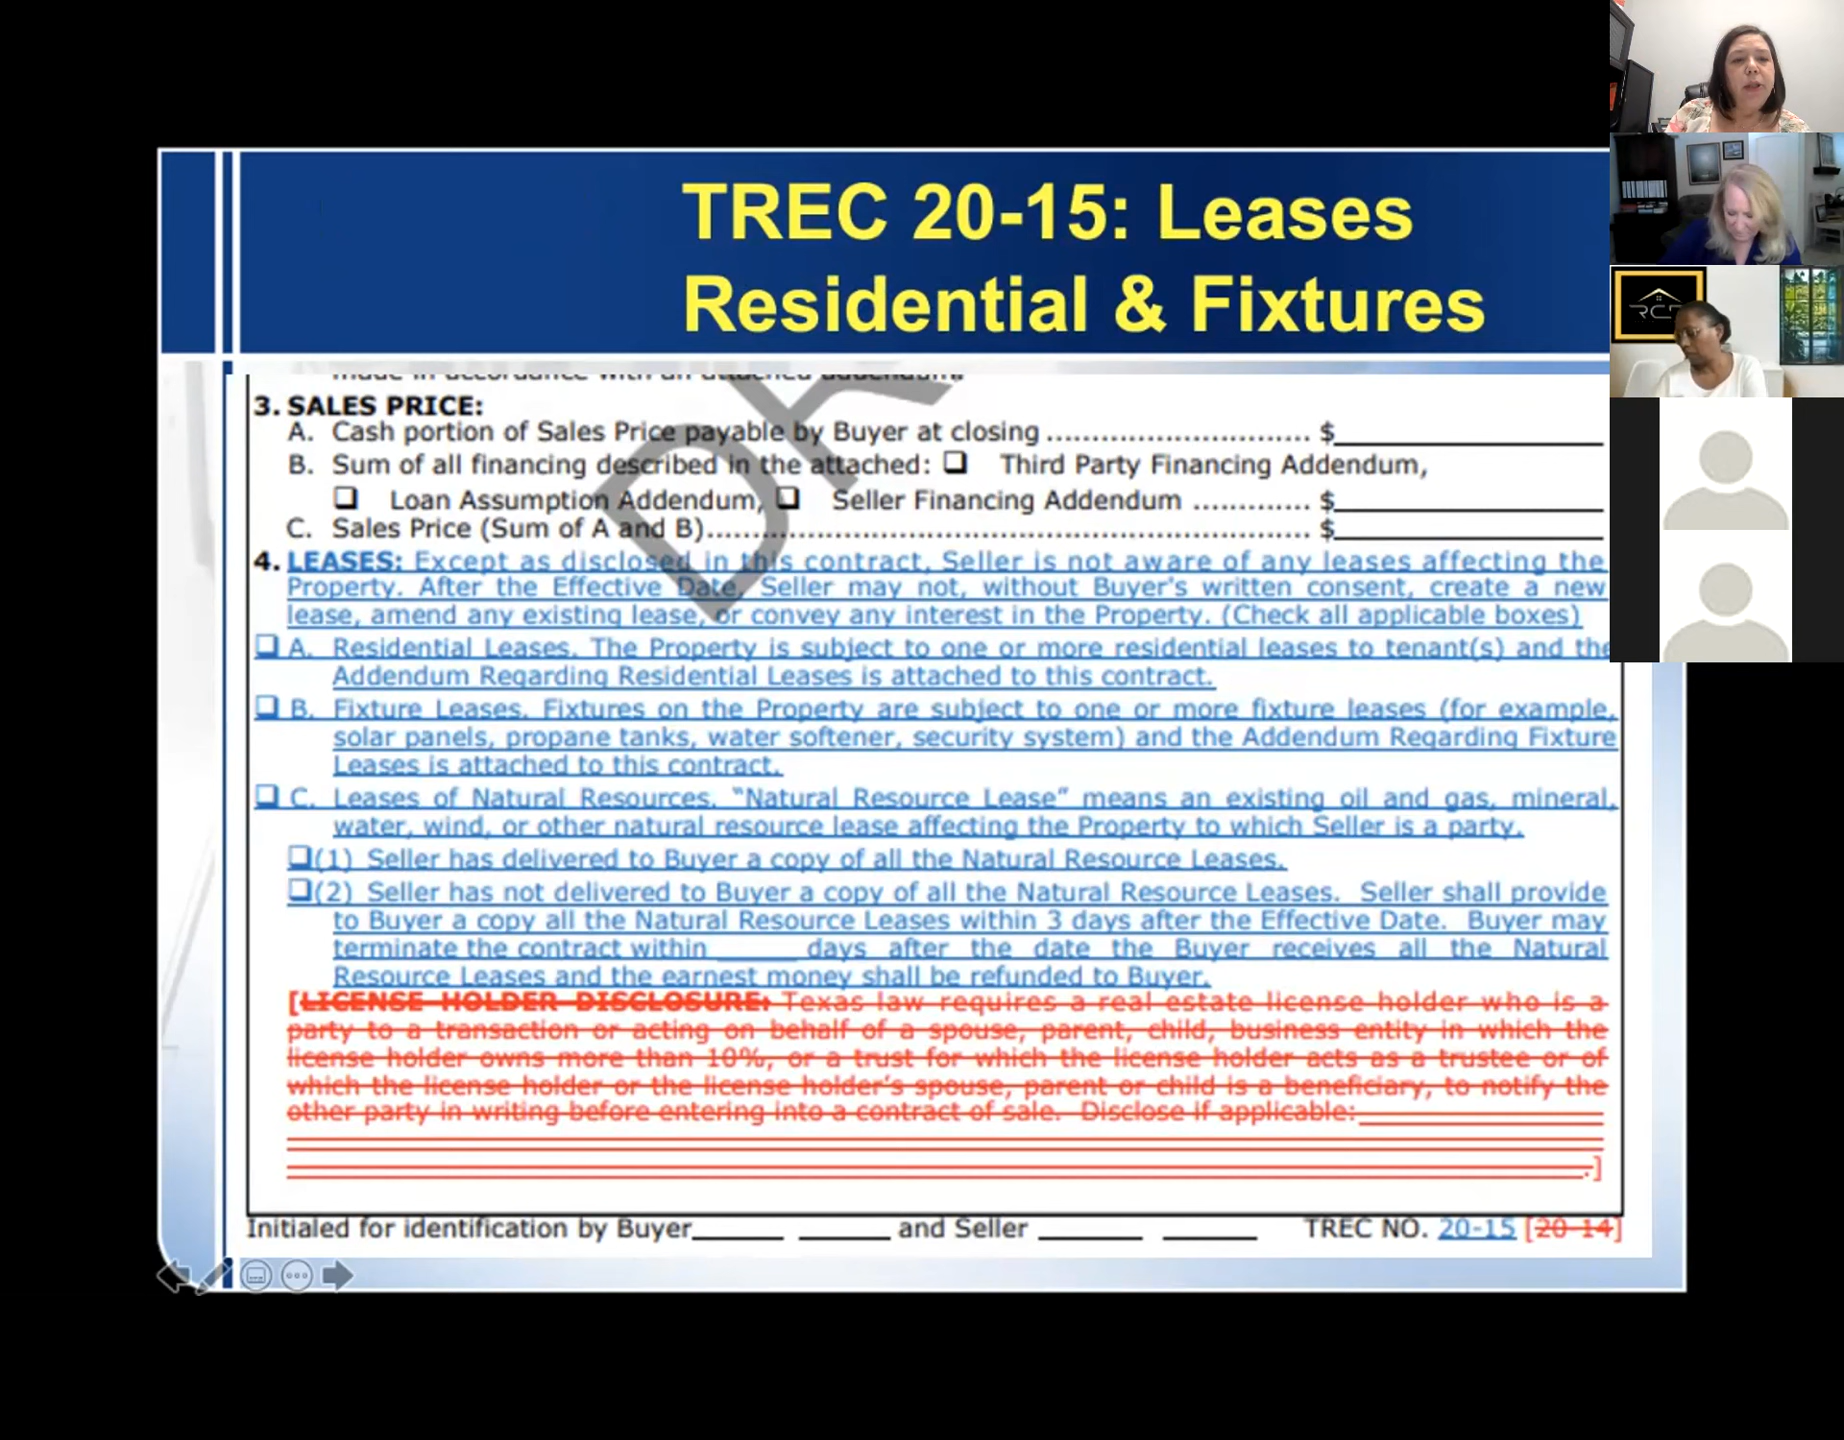 TREC 20-15: Leases
Residential & Fixtures
made in accordance with an attached addendum.
3. SALES PRICE:
A. Cash portion of Sales Price payable by Buyer at closing ................................. $
B. Sum of all financing described in the attached: ❑ Third Party Financing Addendum,
❑ Loan Assumption Addendum, ❑ Seller Financing Addendum ............ $
C. Sales Price (Sum of A and B)........................................................................... $
4. LEASES: Except as disclosed in this contract, Seller is not aware of any leases affecting the
Property. After the Effective Date, Seller may not, without Buyer's written consent, create a new
lease, amend any existing lease, or convey any interest in the Property. (Check all applicable boxes)
❑ A. Residential Leases. The Property is subject to one or more residential leases to tenant(s) and the
Addendum Regarding Residential Leases is attached to this contract.
❑ B. Fixture Leases. Fixtures on the Property are subject to one or more fixture leases (for example,
solar panels, propane tanks, water softener, security system) and the Addendum Regarding Fixture
Leases is attached to this contract.
❑ C. Leases of Natural Resources. “Natural Resource Lease” means an existing oil and gas, mineral,
water, wind, or other natural resource lease affecting the Property to which Seller is a party.
❑(1) Seller has delivered to Buyer a copy of all the Natural Resource Leases.
❑(2) Seller has not delivered to Buyer a copy of all the Natural Resource Leases. Seller shall provide
to Buyer a copy all the Natural Resource Leases within 3 days after the Effective Date. Buyer may
terminate the contract within ______ days after the date the Buyer receives all the Natural
Resource Leases and the earnest money shall be refunded to Buyer.
[LICENSE HOLDER DISCLOSURE: Texas law requires a real estate license holder who is a
party to a transaction or acting on behalf of a spouse, parent, child, business entity in which the
license holder owns more than 10%, or a trust for which the license holder acts as a trustee or of
which the license holder or the license holder's spouse, parent or child is a beneficiary, to notify the
other party in writing before entering into a contract of sale. Disclose if applicable:
.]
Initialed for identification by Buyer______ ______ and Seller ______ ______ TREC NO. 20-15 [20-14]